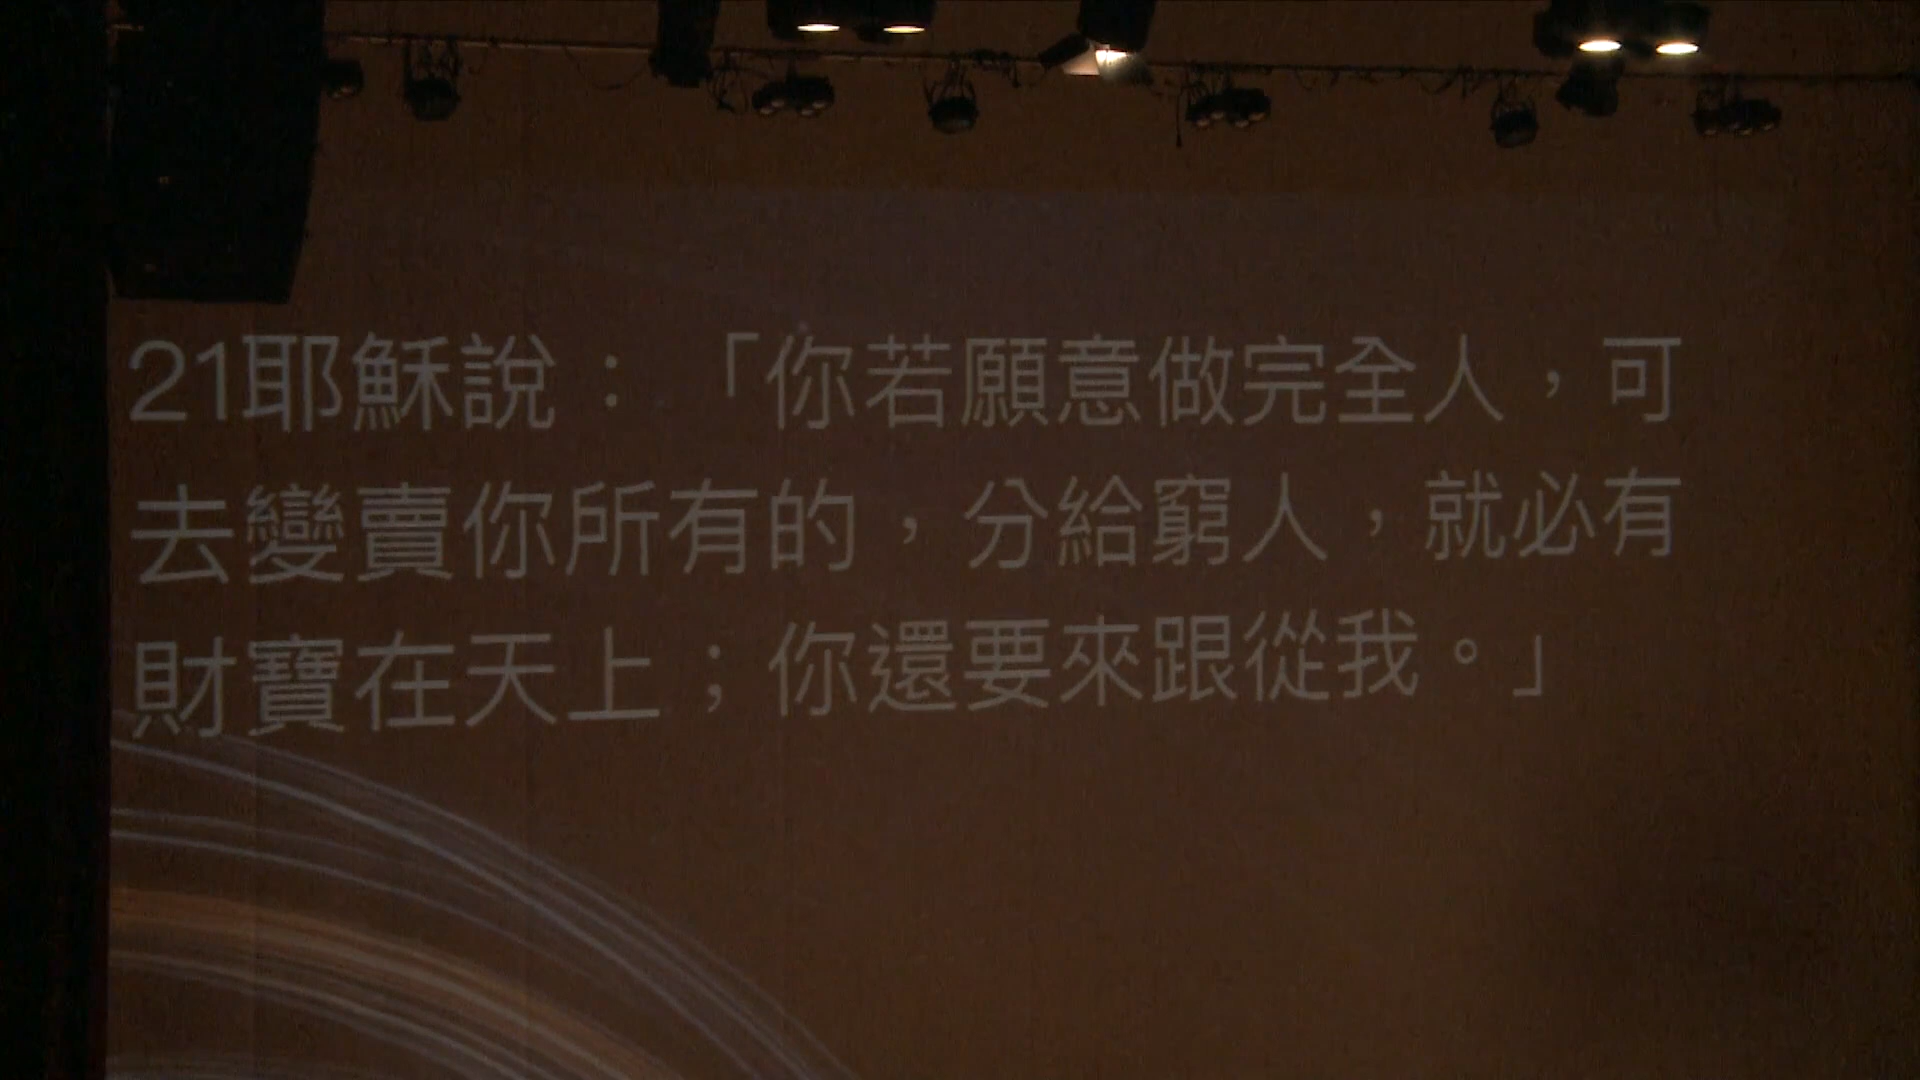 21耶穌說：「你若願意做完全人，可
去變賣你所有的，分給窮人，就必有
財寶在天上；你還要來跟從我。」